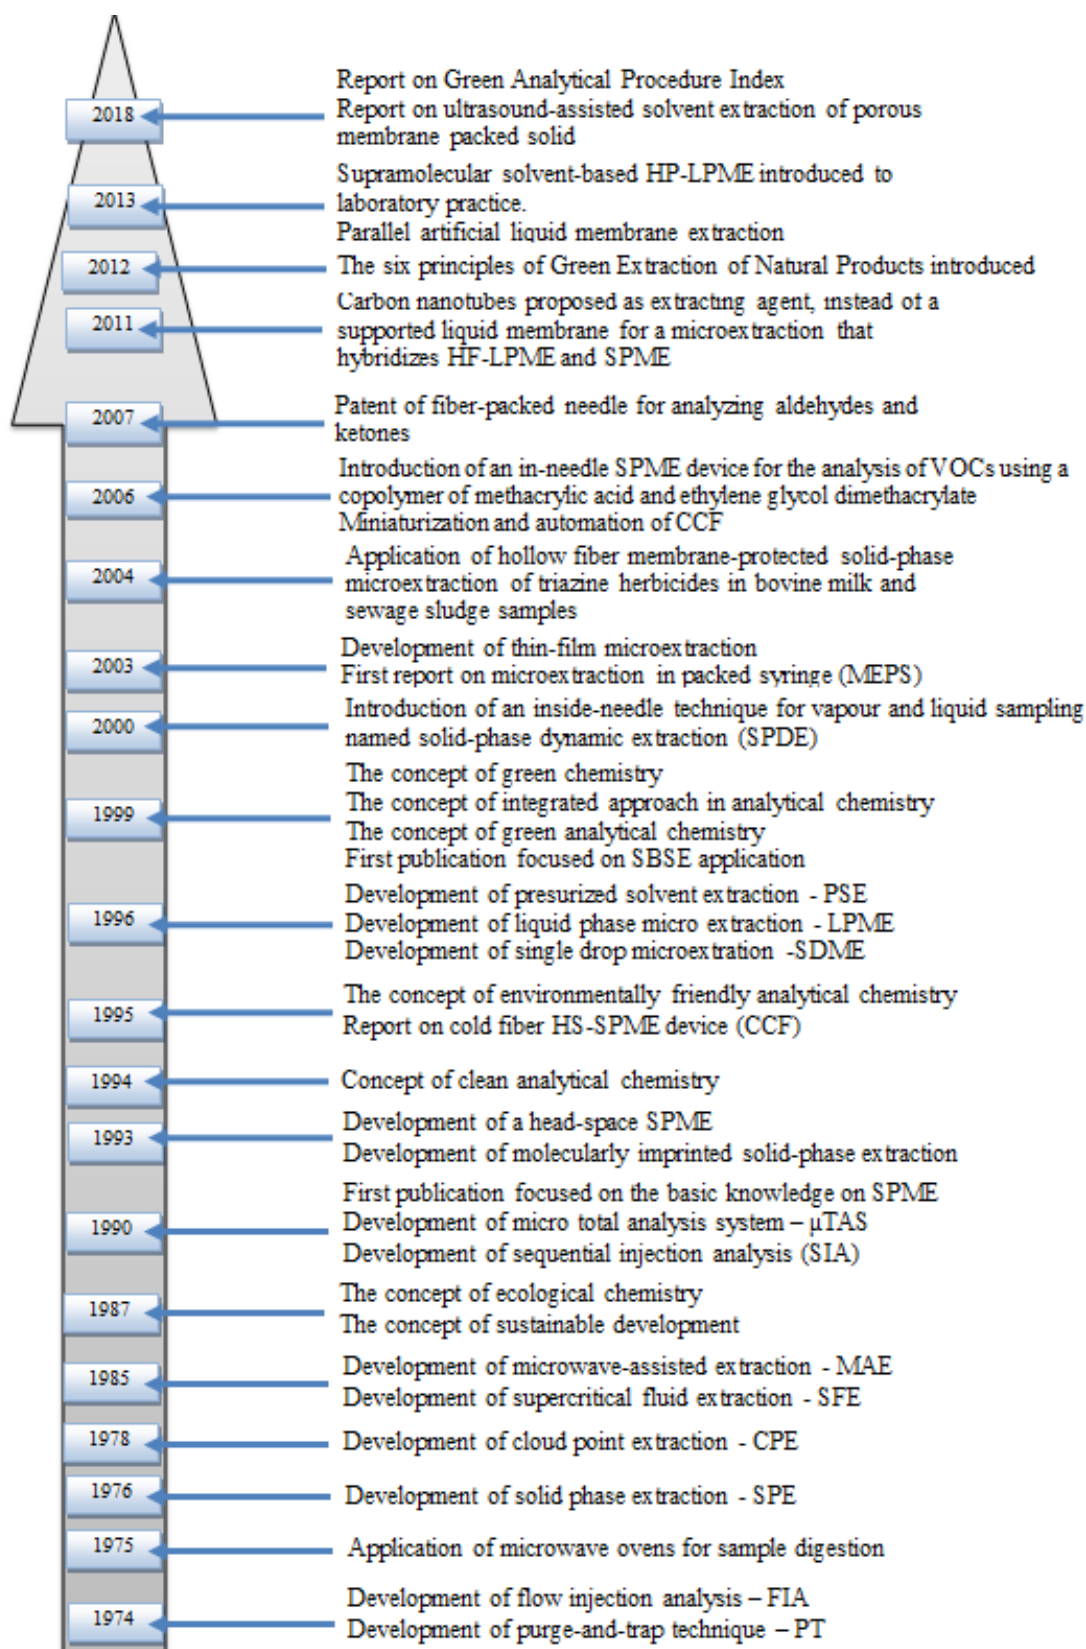 Report on Green Analytical Procedure Index
2018
Report on ultrasound-assisted solvent extraction of porous
membrane packed solid
Supramolecular solvent-based HP-LPME introduced to
2013
laboratory practice.
Parallel artificial liquid membrane extraction
2012
The six principles of Green Extraction of Natural Products introduced
Carbon nanotubes proposed as extracting agent, instead of a
2011
supported liquid membrane for a microextraction that
hybridizes HF-LPME and SPME
2007
Patent of fiber-packed needle for analyzing aldehydes and
ketones
Introduction of an in-needle SPME device for the analysis of VOCs using a
2006
copolymer of methacrylic acid and ethylene glycol dimethacrylate
Miniaturization and automation of CCF
Application of hollow fiber membrane-protected solid-phase
2004
microextraction of triazine herbicides in bovine milk and
sewage sludge samples
Development of thin-film microextraction
2003
First report on microextraction in packed syringe (MEPS)
Introduction of an inside-needle technique for vapour and liquid sampling
2000
named solid-phase dynamic extraction (SPDE)
The concept of green chemistry
The concept of integrated approach in analytical chemistry
1999
The concept of green analytical chemistry
First publication focused on SBSE application
Development of presurized solvent extraction - PSE
1996
Development of liquid phase micro extraction - LPME
Development of single drop microextration -SDME
The concept of environmentally friendly analytical chemistry
1995
Report on cold fiber HS-SPME device (CCF)
1994
Concept of clean analytical chemistry
Development of a head-space SPME
1993
Development of molecularly imprinted solid-phase extraction
First publication focused on the basic knowledge on SPME
1990
Development of micro total analysis system – µTAS
Development of sequential injection analysis (SIA)
The concept of ecological chemistry
1987
The concept of sustainable development
Development of microwave-assisted extraction - MAE
1985
Development of supercritical fluid extraction - SFE
1978
Development of cloud point extraction - CPE
1976
Development of solid phase extraction - SPE
1975
Application of microwave ovens for sample digestion
Development of flow injection analysis – FIA
1974
Development of purge-and-trap technique – PT